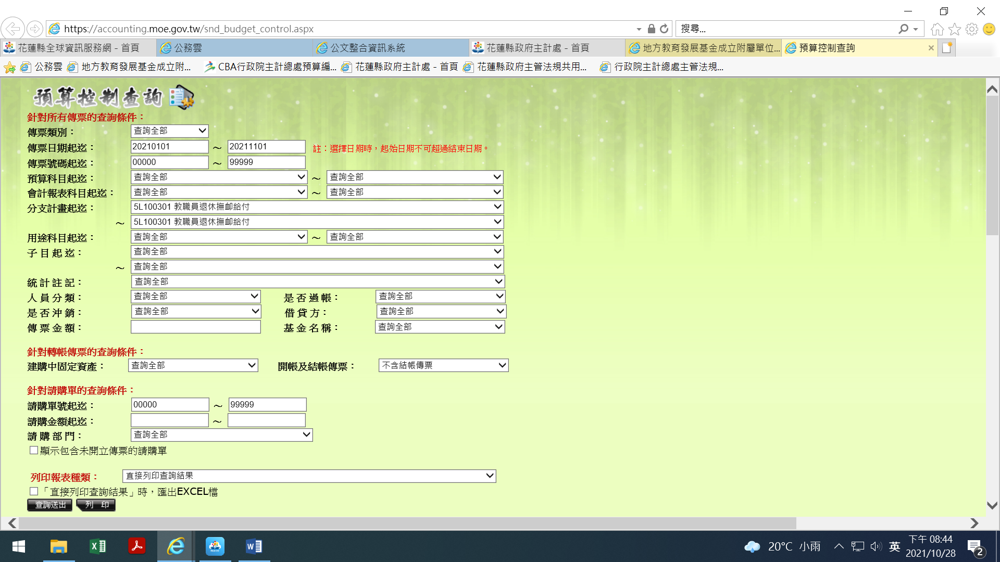 https://accounting.moe.gov.tw/snd_budget_control.aspx
搜尋...
花蓮縣全球資訊服務網 - 首頁
公務雲
公文整合資訊系統
花蓮縣政府主計處 - 首頁
地方教育發展基金成立附屬單位...
預算控制查詢
公務雲
地方教育發展基金成立附...
CBA行政院主計總處預算編...
花蓮縣政府主計處 - 首頁
花蓮縣政府主管法規共用...
行政院主計總處主管法規...
預算控制查詢
針對所有傳票的查詢條件：
傳票類別： 查詢全部
傳票日期起迄： 20210101 ～ 20211101 註：選擇日期時，起始日期不可超過結束日期。
傳票號碼起迄： 00000 ～ 99999
預算科目起迄： 查詢全部 ～ 查詢全部
會計報表科目起迄： 查詢全部 ～ 查詢全部
分支計畫起迄： 5L100301 教職員退休撫卹給付
～ 5L100301 教職員退休撫卹給付
用途科目起迄： 查詢全部 ～ 查詢全部
子 目 起 迄： 查詢全部
～ 查詢全部
統 計 註 記： 查詢全部
人 員 分 類： 查詢全部 是 否 過 帳： 查詢全部
是 否 沖 銷： 查詢全部 借 貸 方： 查詢全部
傳 票 金 額： 基 金 名 稱： 查詢全部
針對轉帳傳票的查詢條件：
建購中固定資產： 查詢全部 開帳及結帳傳票： 不含結帳傳票
針對請購單的查詢條件：
請購單號起迄： 00000 ～ 99999
請購金額起迄： ～
請 購 部 門： 查詢全部
顯示包含未開立傳票的請購單
列印報表種類： 直接列印查詢結果
「直接列印查詢結果」時，匯出EXCEL檔
查詢送出 列 印
20°C 小雨
英
下午 08:44
2021/10/28
2